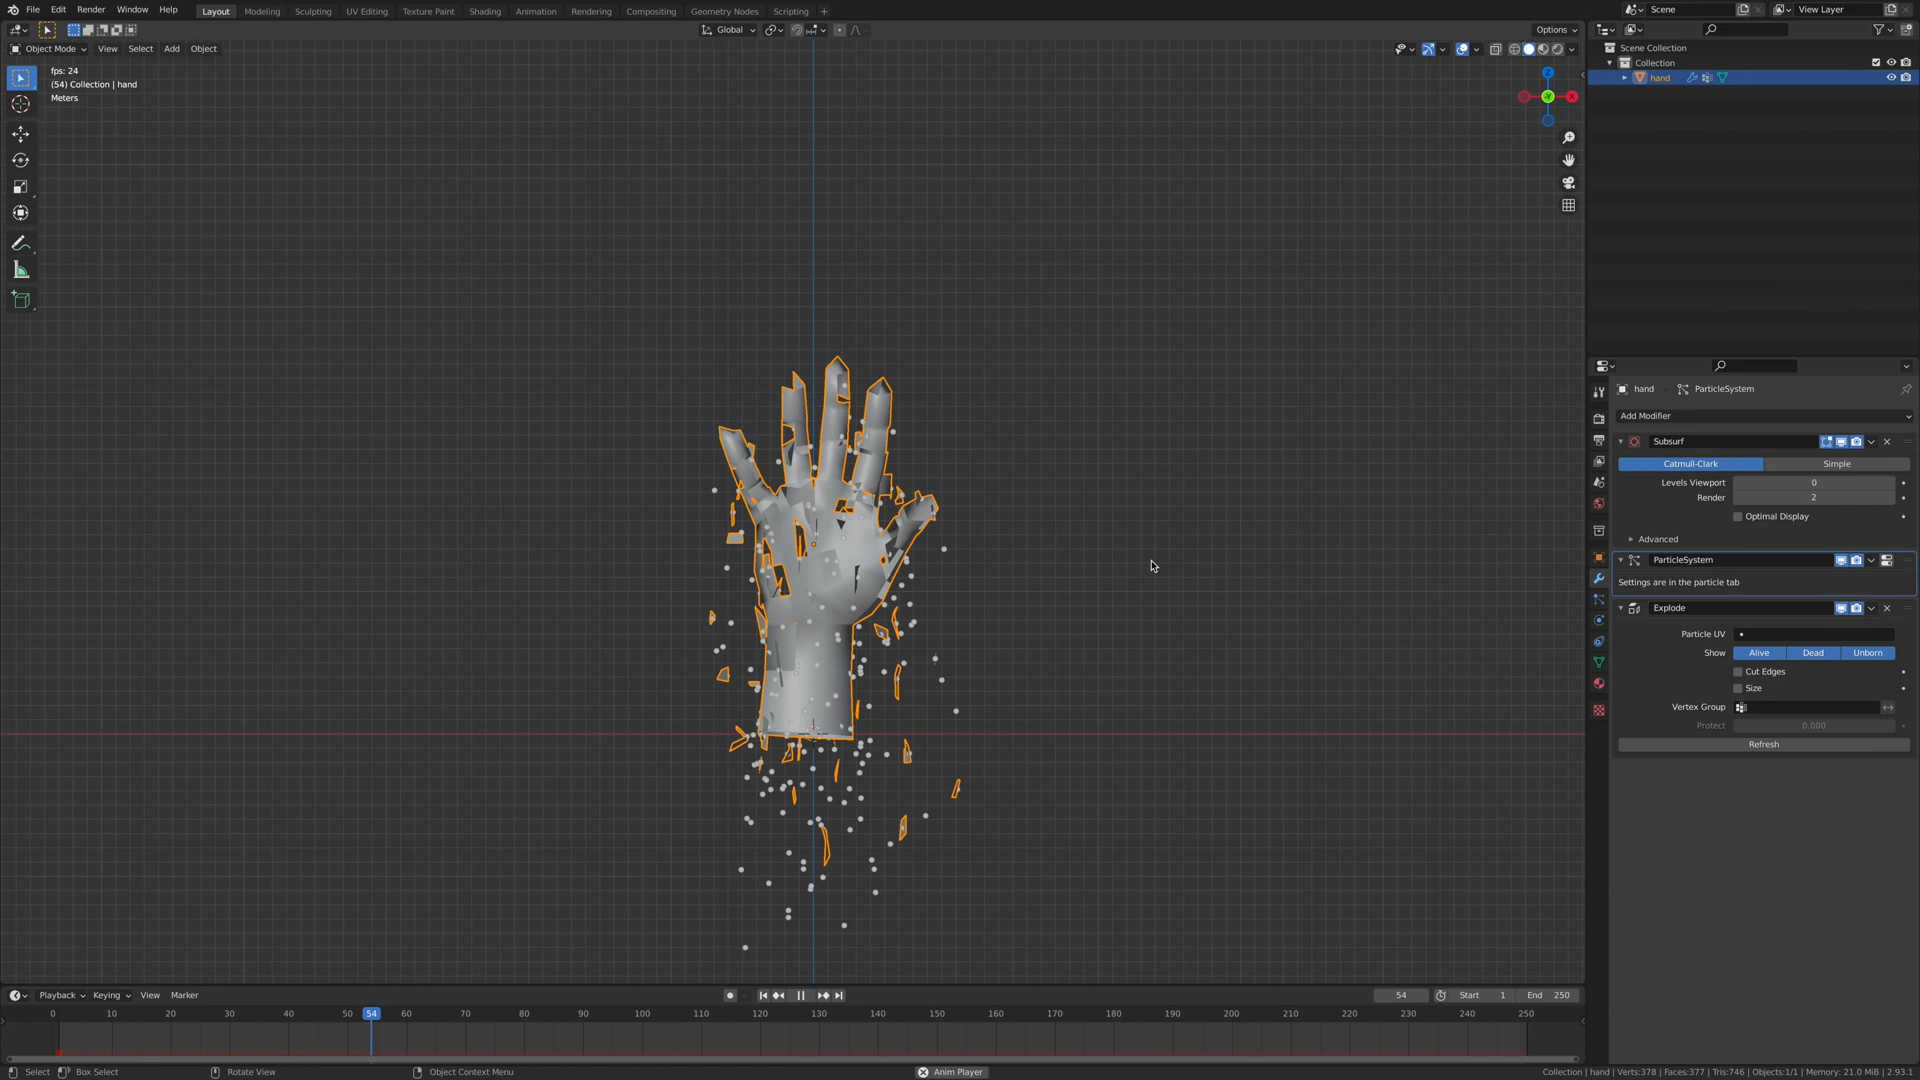 File Edit Render Window Help Layout Modeling Sculpting UV Editing Texture Paint Shading Animation Rendering Compositing Geometry Nodes Scripting + Scene View Layer
Global Options
Object Mode View Select Add Object
Scene Collection
Collection
hand
fps: 24
(54) Collection | hand
Meters
Z
-Y
X
hand ParticleSystem
Add Modifier
Subsurf
Catmull-Clark Simple
Levels Viewport 0
Render 2
Optimal Display
Advanced
ParticleSystem
Settings are in the particle tab
Explode
Particle UV
Show Alive Dead Unborn
Cut Edges
Size
Vertex Group
Protect 0.000
Refresh
Playback Keying View Marker 54 Start 1 End 250
0 10 20 30 40 50 54 60 70 80 90 100 110 120 130 140 150 160 170 180 190 200 210 220 230 240 250
Select Box Select Rotate View Object Context Menu Anim Player Collection | hand | Verts:378 | Faces:377 | Tris:746 | Objects:1/1 | Memory: 21.0 MiB | 2.93.1